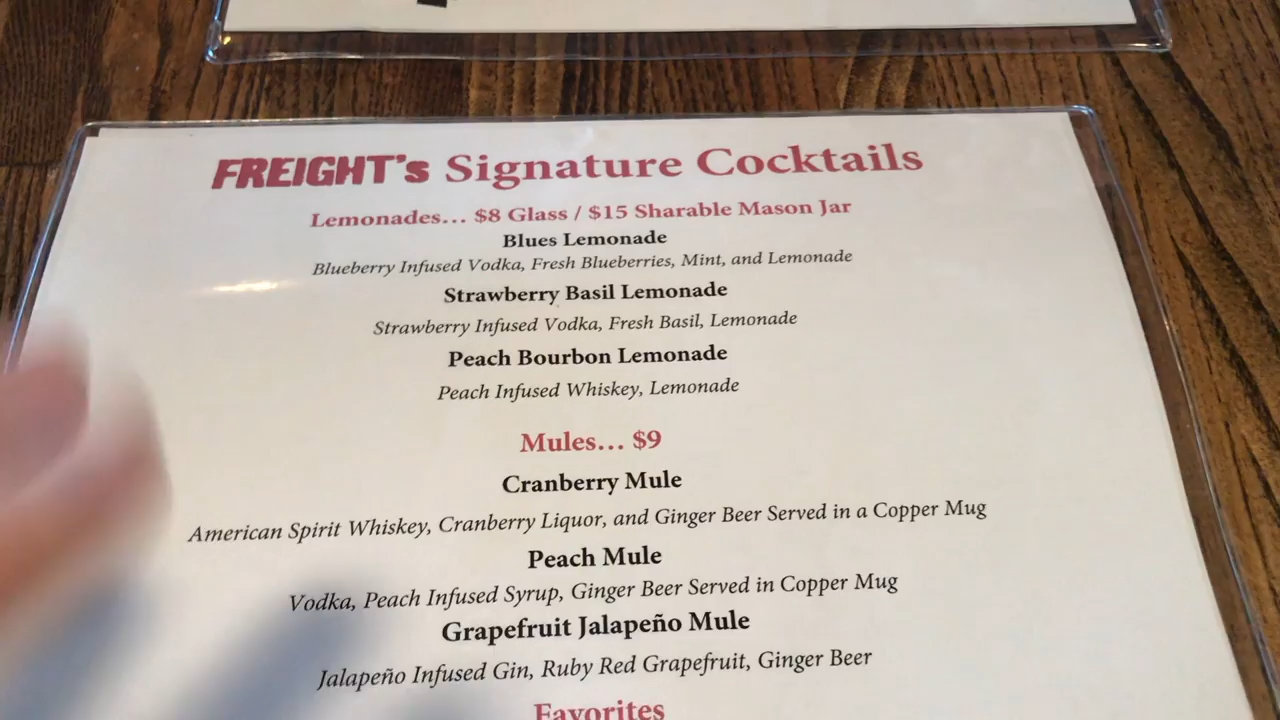 FREIGHT's Signature Cocktails
Lemonades... $8 Glass / $15 Sharable Mason Jar
Blues Lemonade
Blueberry Infused Vodka, Fresh Blueberries, Mint, and Lemonade
Strawberry Basil Lemonade
Strawberry Infused Vodka, Fresh Basil, Lemonade
Peach Bourbon Lemonade
Peach Infused Whiskey, Lemonade
Mules... $9
Cranberry Mule
American Spirit Whiskey, Cranberry Liquor, and Ginger Beer Served in a Copper Mug
Peach Mule
Vodka, Peach Infused Syrup, Ginger Beer Served in Copper Mug
Grapefruit Jalapeño Mule
Jalapeño Infused Gin, Ruby Red Grapefruit, Ginger Beer
Favorites